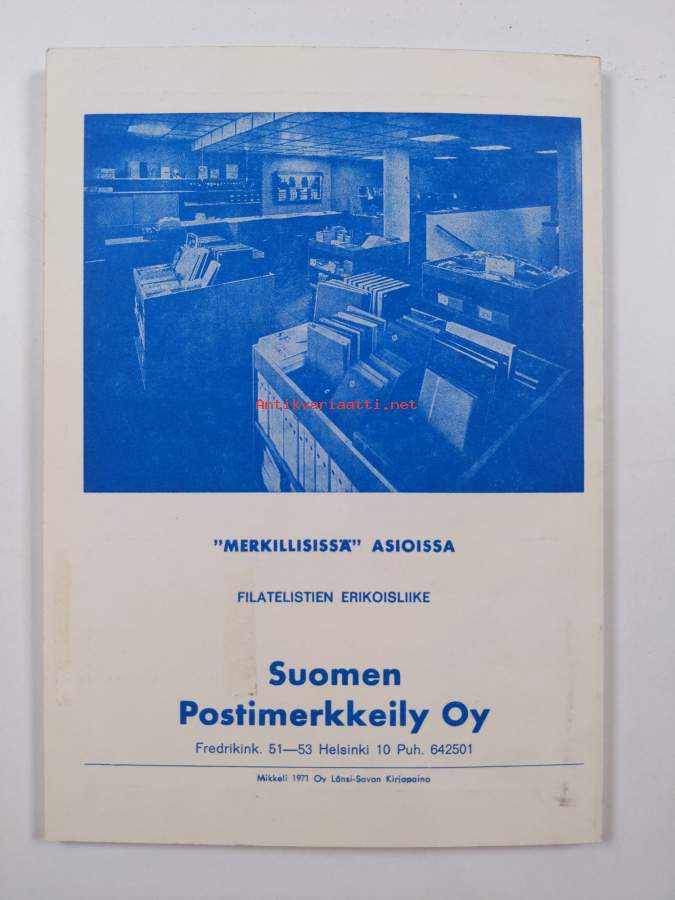 Antikvariaatti.net
"MERKILLISISSÄ" ASIOISSA
FILATELISTIEN ERIKOISLIIKE
Suomen
Postimerkkeily Oy
Fredrikink. 51—53 Helsinki 10 Puh. 642501
Mikkeli 1971 Oy Länsi-Savon Kirjapaino